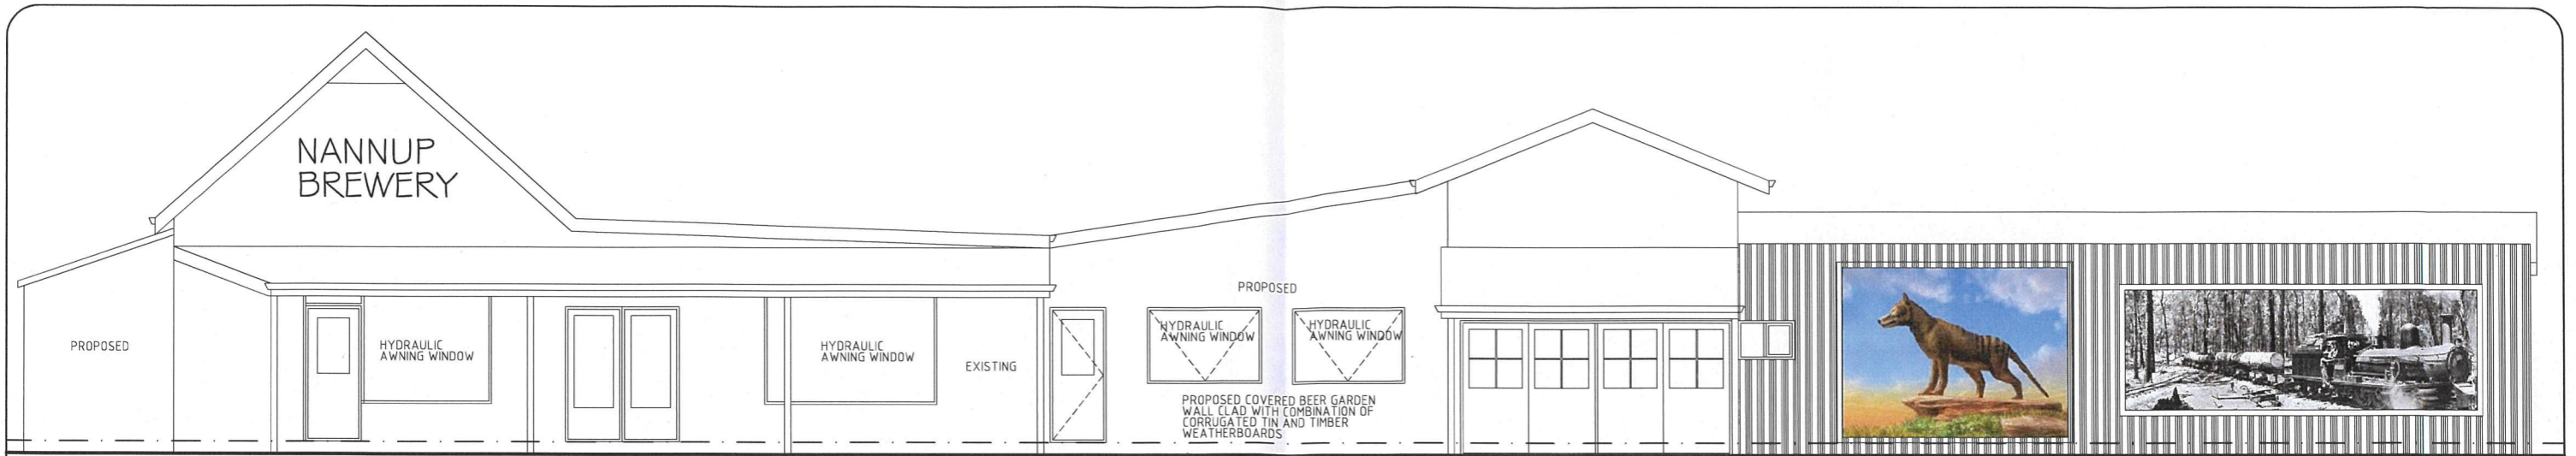 NANNUP
BREWERY
PROPOSED
HYDRAULIC
AWNING WINDOW
HYDRAULIC
AWNING WINDOW
EXISTING
PROPOSED
HYDRAULIC
AWNING WINDOW
HYDRAULIC
AWNING WINDOW
PROPOSED COVERED BEER GARDEN
WALL CLAD WITH COMBINATION OF
CORRUGATED TIN AND TIMBER
WEATHERBOARDS